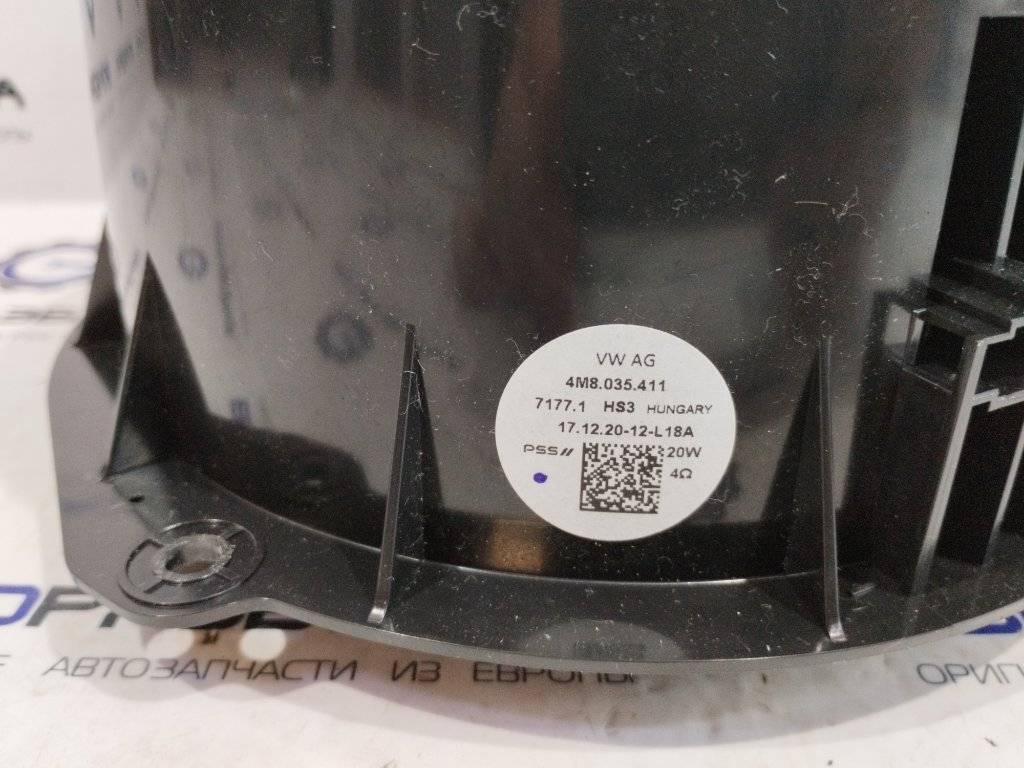 VW AG
4M8.035.411
7177.1 HS3 HUNGARY
17.12.20-12-L18A
PSS 20W
4Ω
АВТОЗАПЧАСТИ ИЗ ЕВРОПЫ
ОРИГ